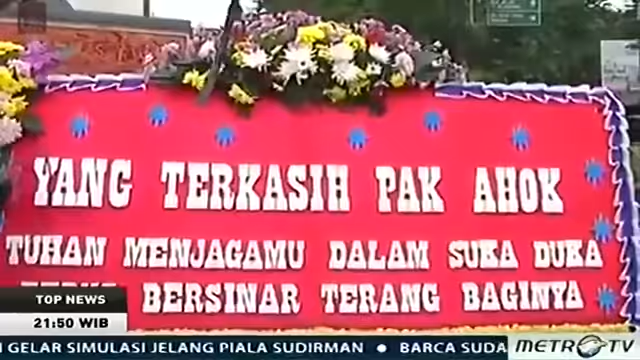 YANG TERKASIH PAK AHOK
TUHAN MENJAGAMU DALAM SUKA DUKA
BERSINAR TERANG BAGINYA
TOP NEWS
21:50 WIB
GELAR SIMULASI JELANG PIALA SUDIRMAN • BARCA SUDA
METRO TV